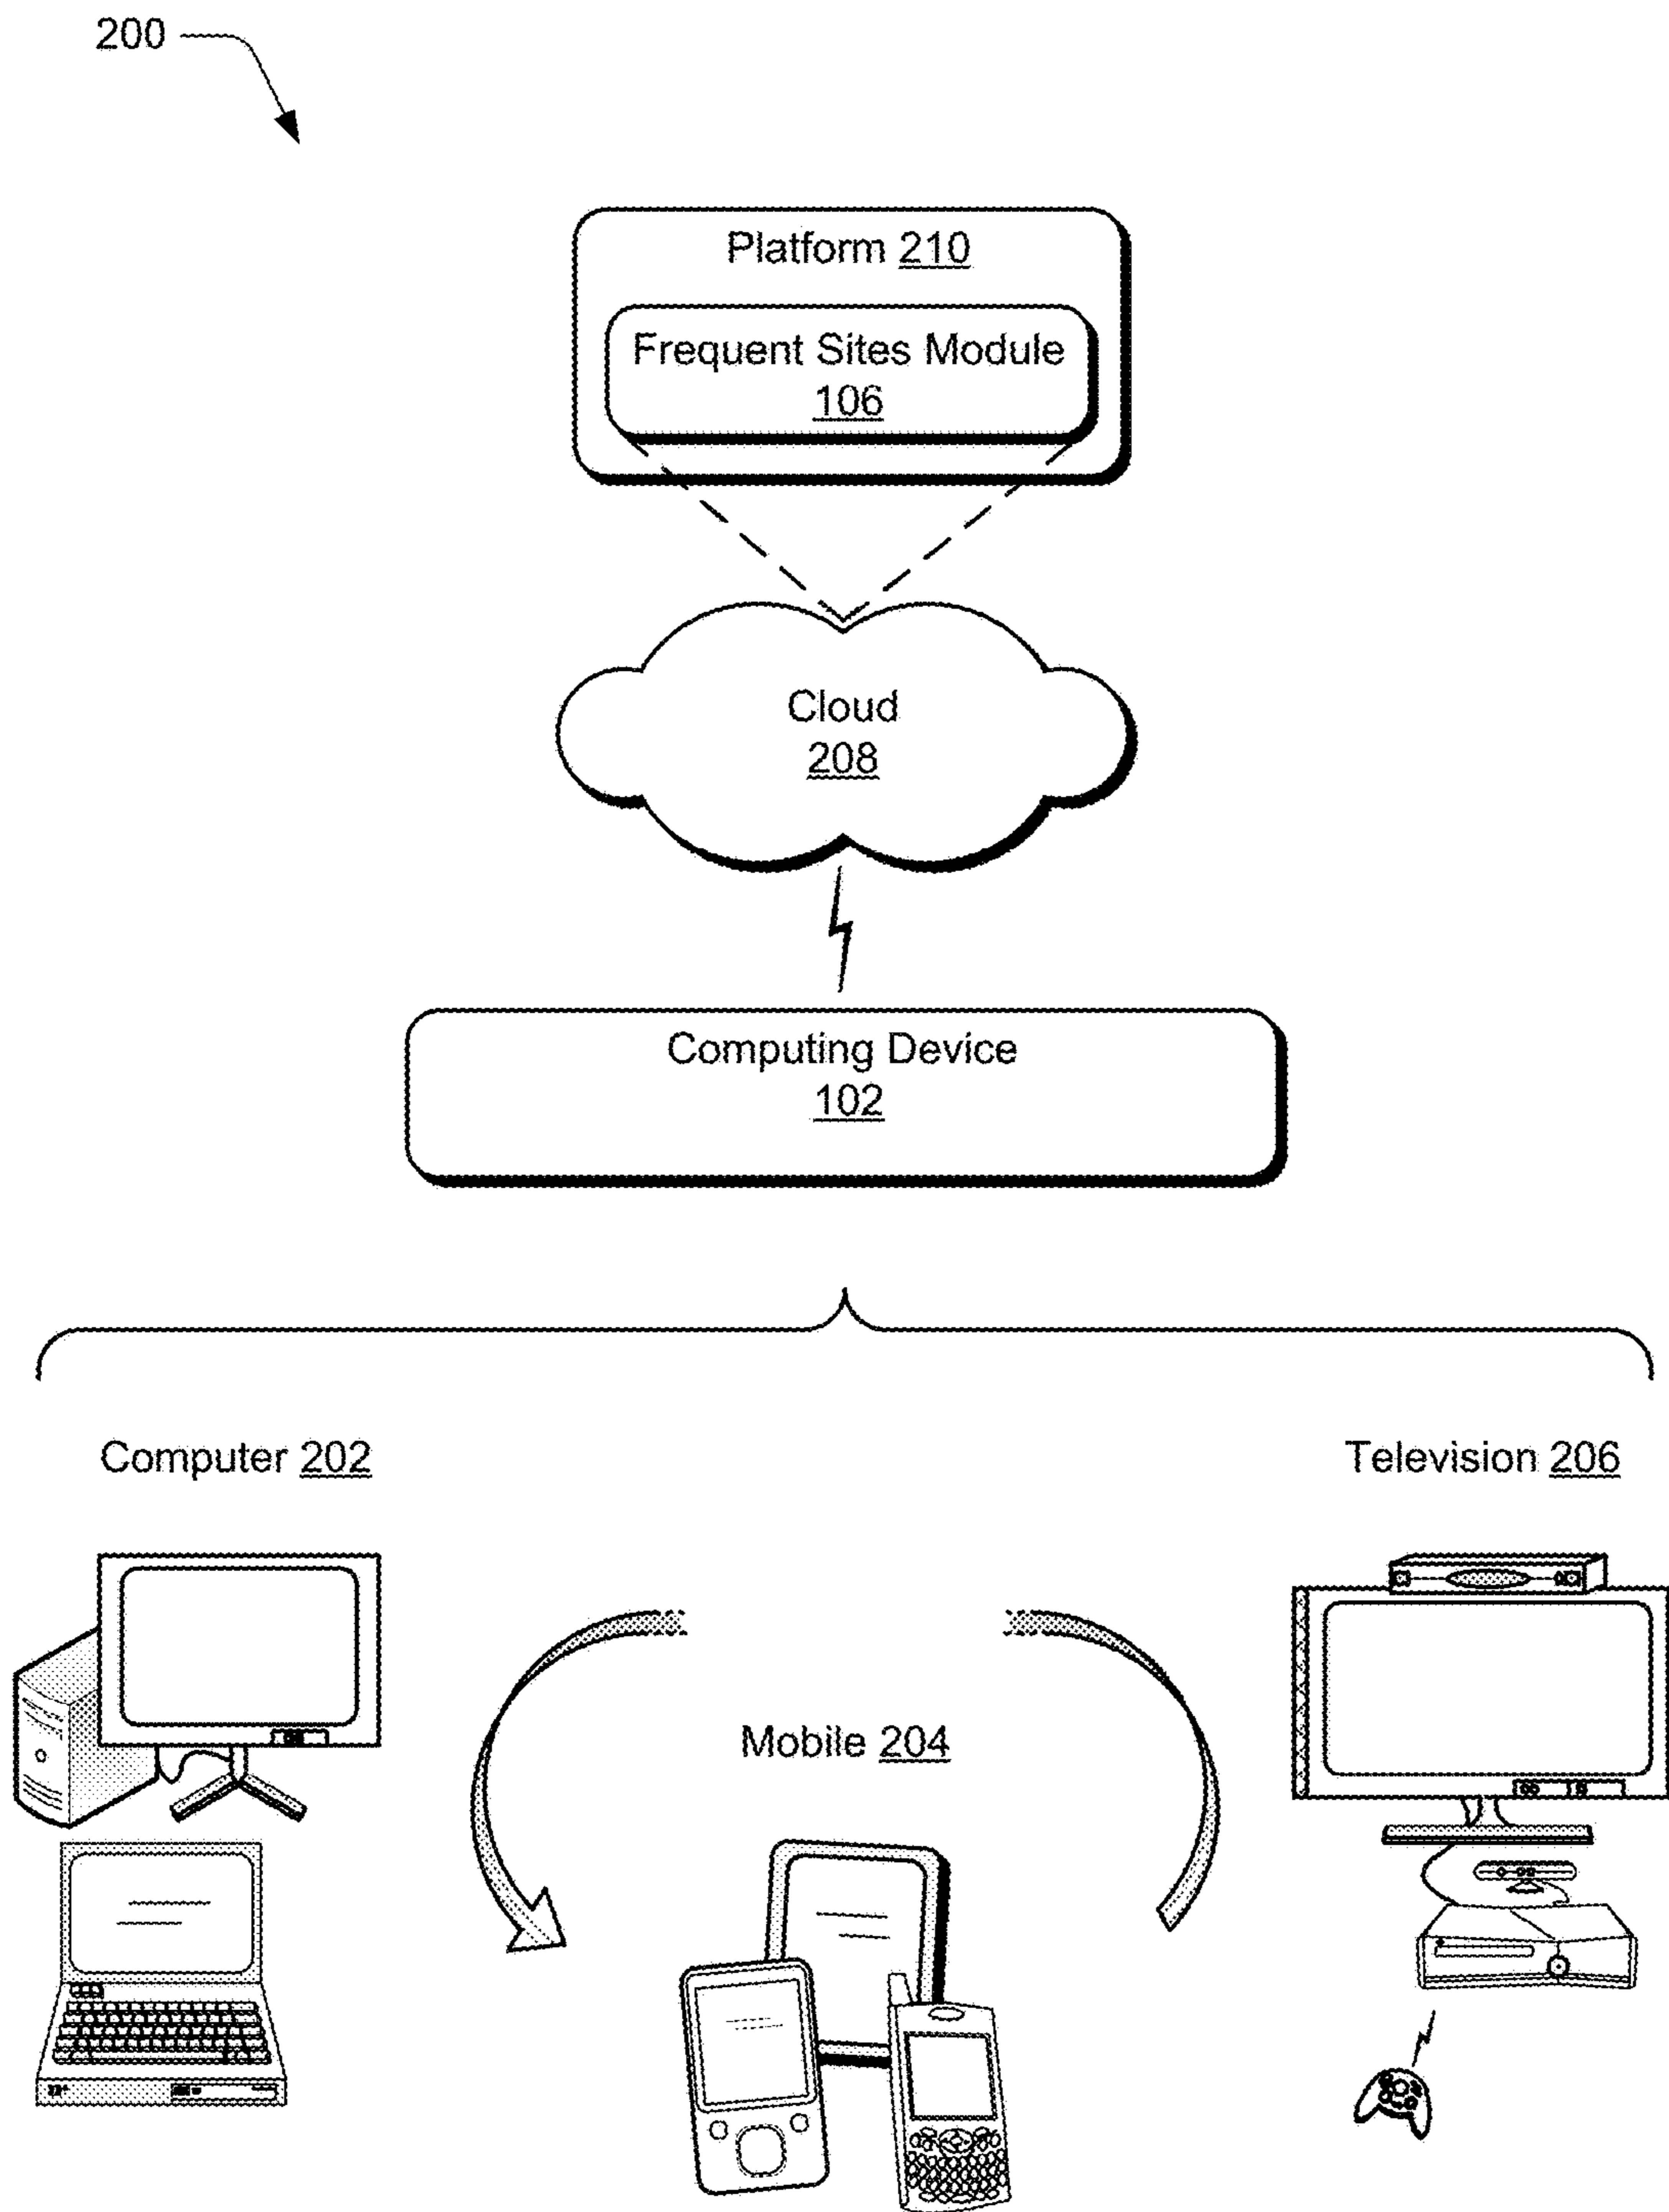 200
Platform 210
Frequent Sites Module
106
Cloud
208
Computing Device
102
Computer 202
Television 206
Mobile 204